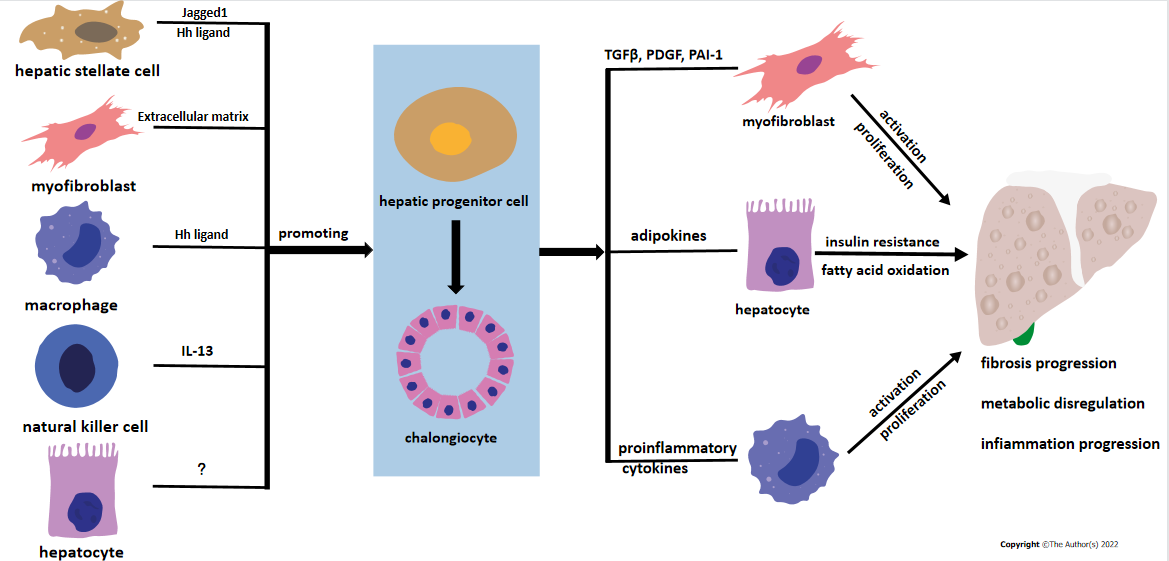 Jagged1
Hh ligand
hepatic stellate cell
Extracellular matrix
myofibroblast
Hh ligand
macrophage
IL-13
natural killer cell
?
hepatocyte
promoting
hepatic progenitor cell
chalongiocyte
TGFβ, PDGF, PAI-1
myofibroblast
activation
proliferation
adipokines
hepatocyte
insulin resistance
fatty acid oxidation
proinflammatory
cytokines
activation
proliferation
fibrosis progression
metabolic disregulation
infiammation progression
Copyright ©The Author(s) 2022